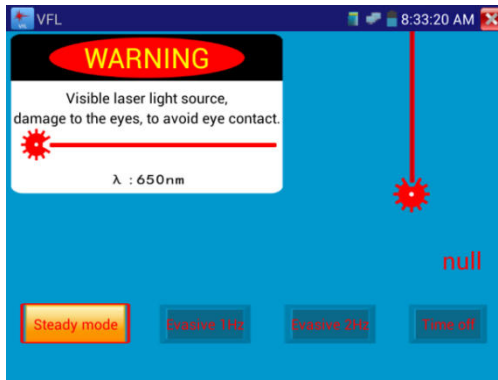 VFL
8:33:20 AM
WARNING
Visible laser light source,
damage to the eyes, to avoid eye contact.
λ : 650nm
null
Steady mode
Evasive 1Hz
Evasive 2Hz
Time off